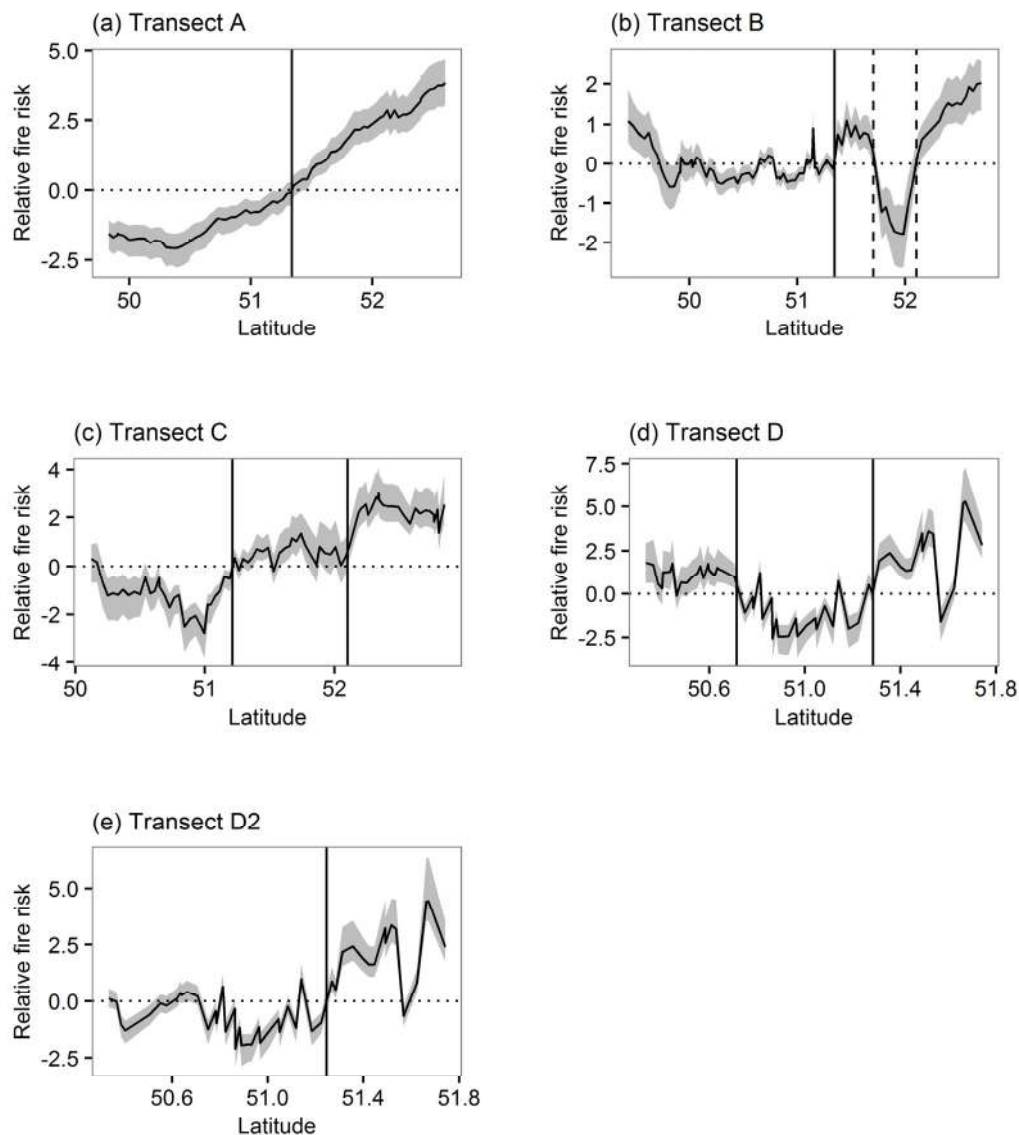 (a) Transect A
5.0
2.5
0.0
-2.5
Relative fire risk
50 51 52
Latitude
(b) Transect B
2
1
0
-1
-2
Relative fire risk
50 51 52
Latitude
(c) Transect C
4
2
0
-2
-4
Relative fire risk
50 51 52
Latitude
(d) Transect D
7.5
5.0
2.5
0.0
-2.5
Relative fire risk
50.6 51.0 51.4 51.8
Latitude
(e) Transect D2
5.0
2.5
0.0
-2.5
Relative fire risk
50.6 51.0 51.4 51.8
Latitude